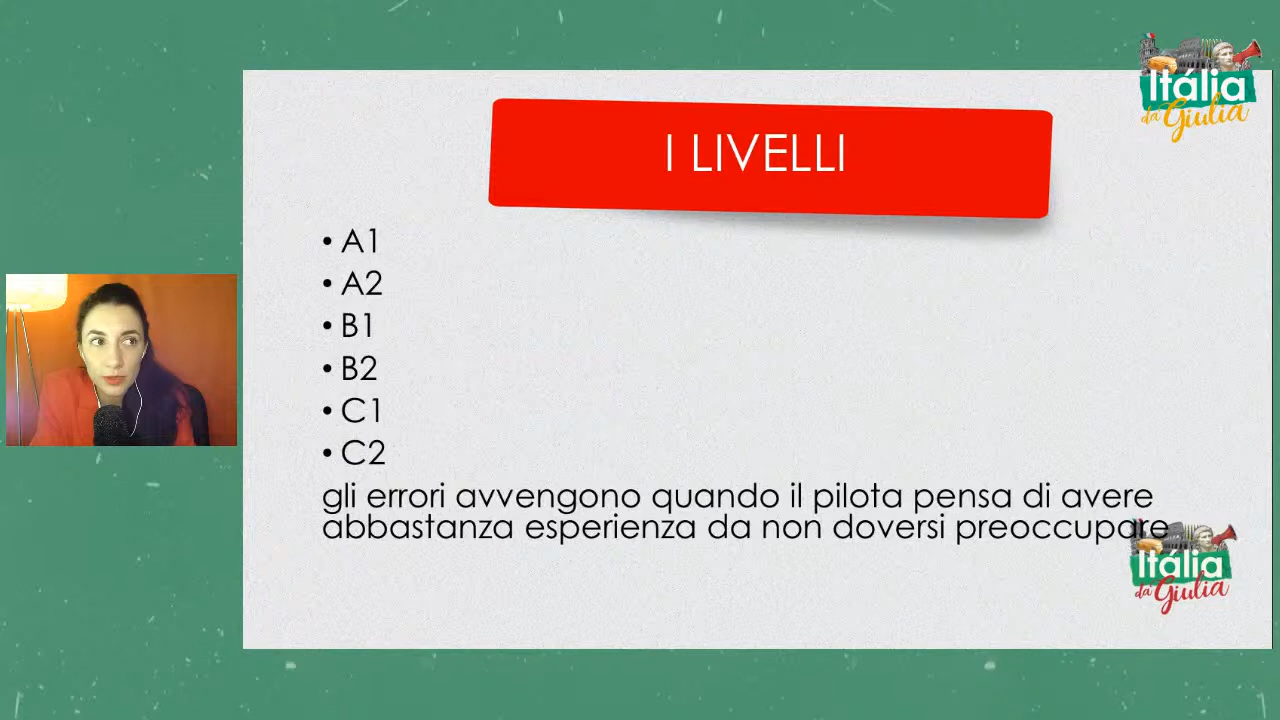 Itália
da Giulia
I LIVELLI
• A1
• A2
• B1
• B2
• C1
• C2
gli errori avvengono quando il pilota pensa di avere
abbastanza esperienza da non doversi preoccupare
Itália
da Giulia